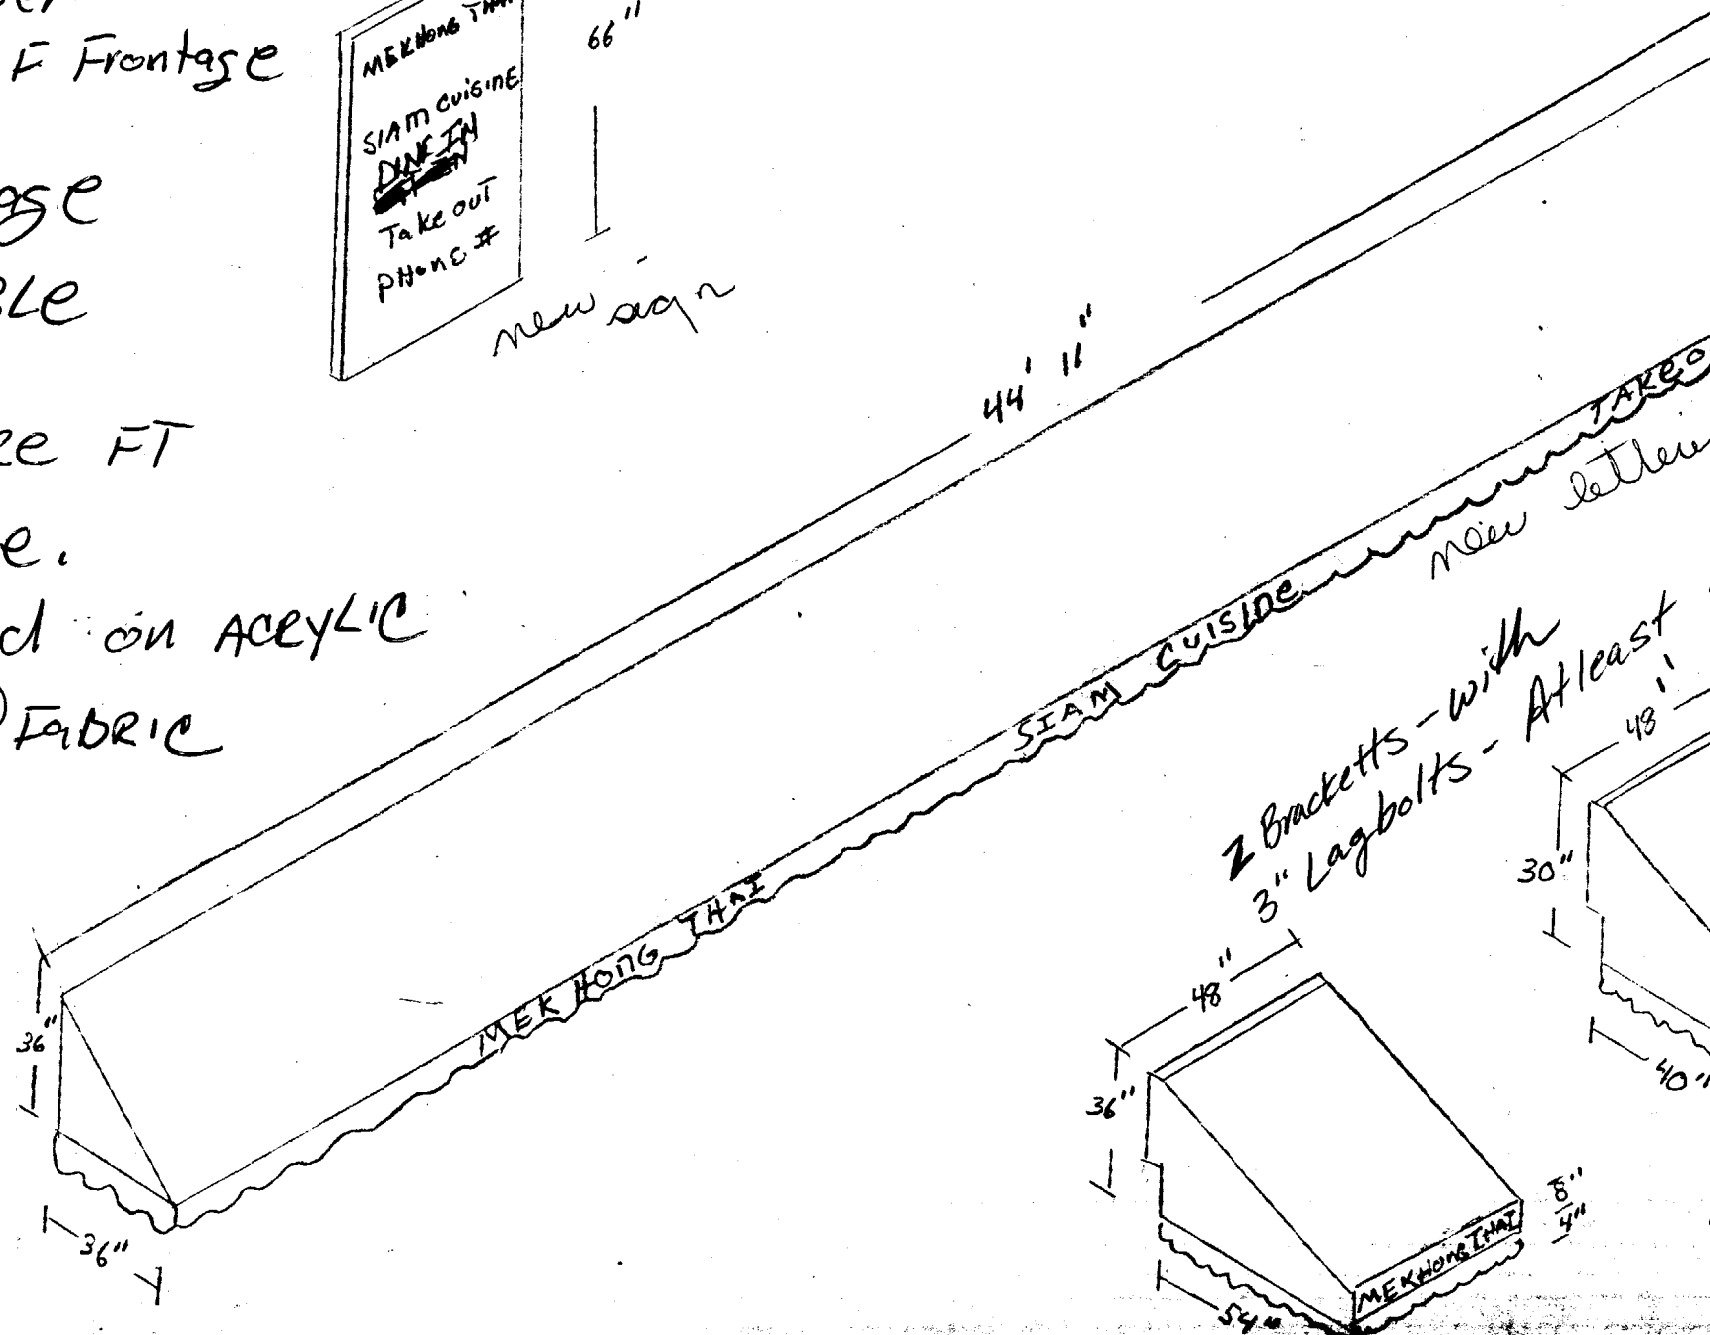 F Frontage
FT
e.
d on ACRYLIC
FABRIC
MEKHONG THAI
SIAM CUISINE
DINE IN
Take out
PHONE #
66"
new sign
44' 11"
MEK HONG THAI
SIAM CUISINE
TAKEO
new
2 Bracketts - with
3" Lagbolts - Atleast
36"
36"
48"
36"
54"
8"
4"
MEKHONG THAI
48"
30"
40"